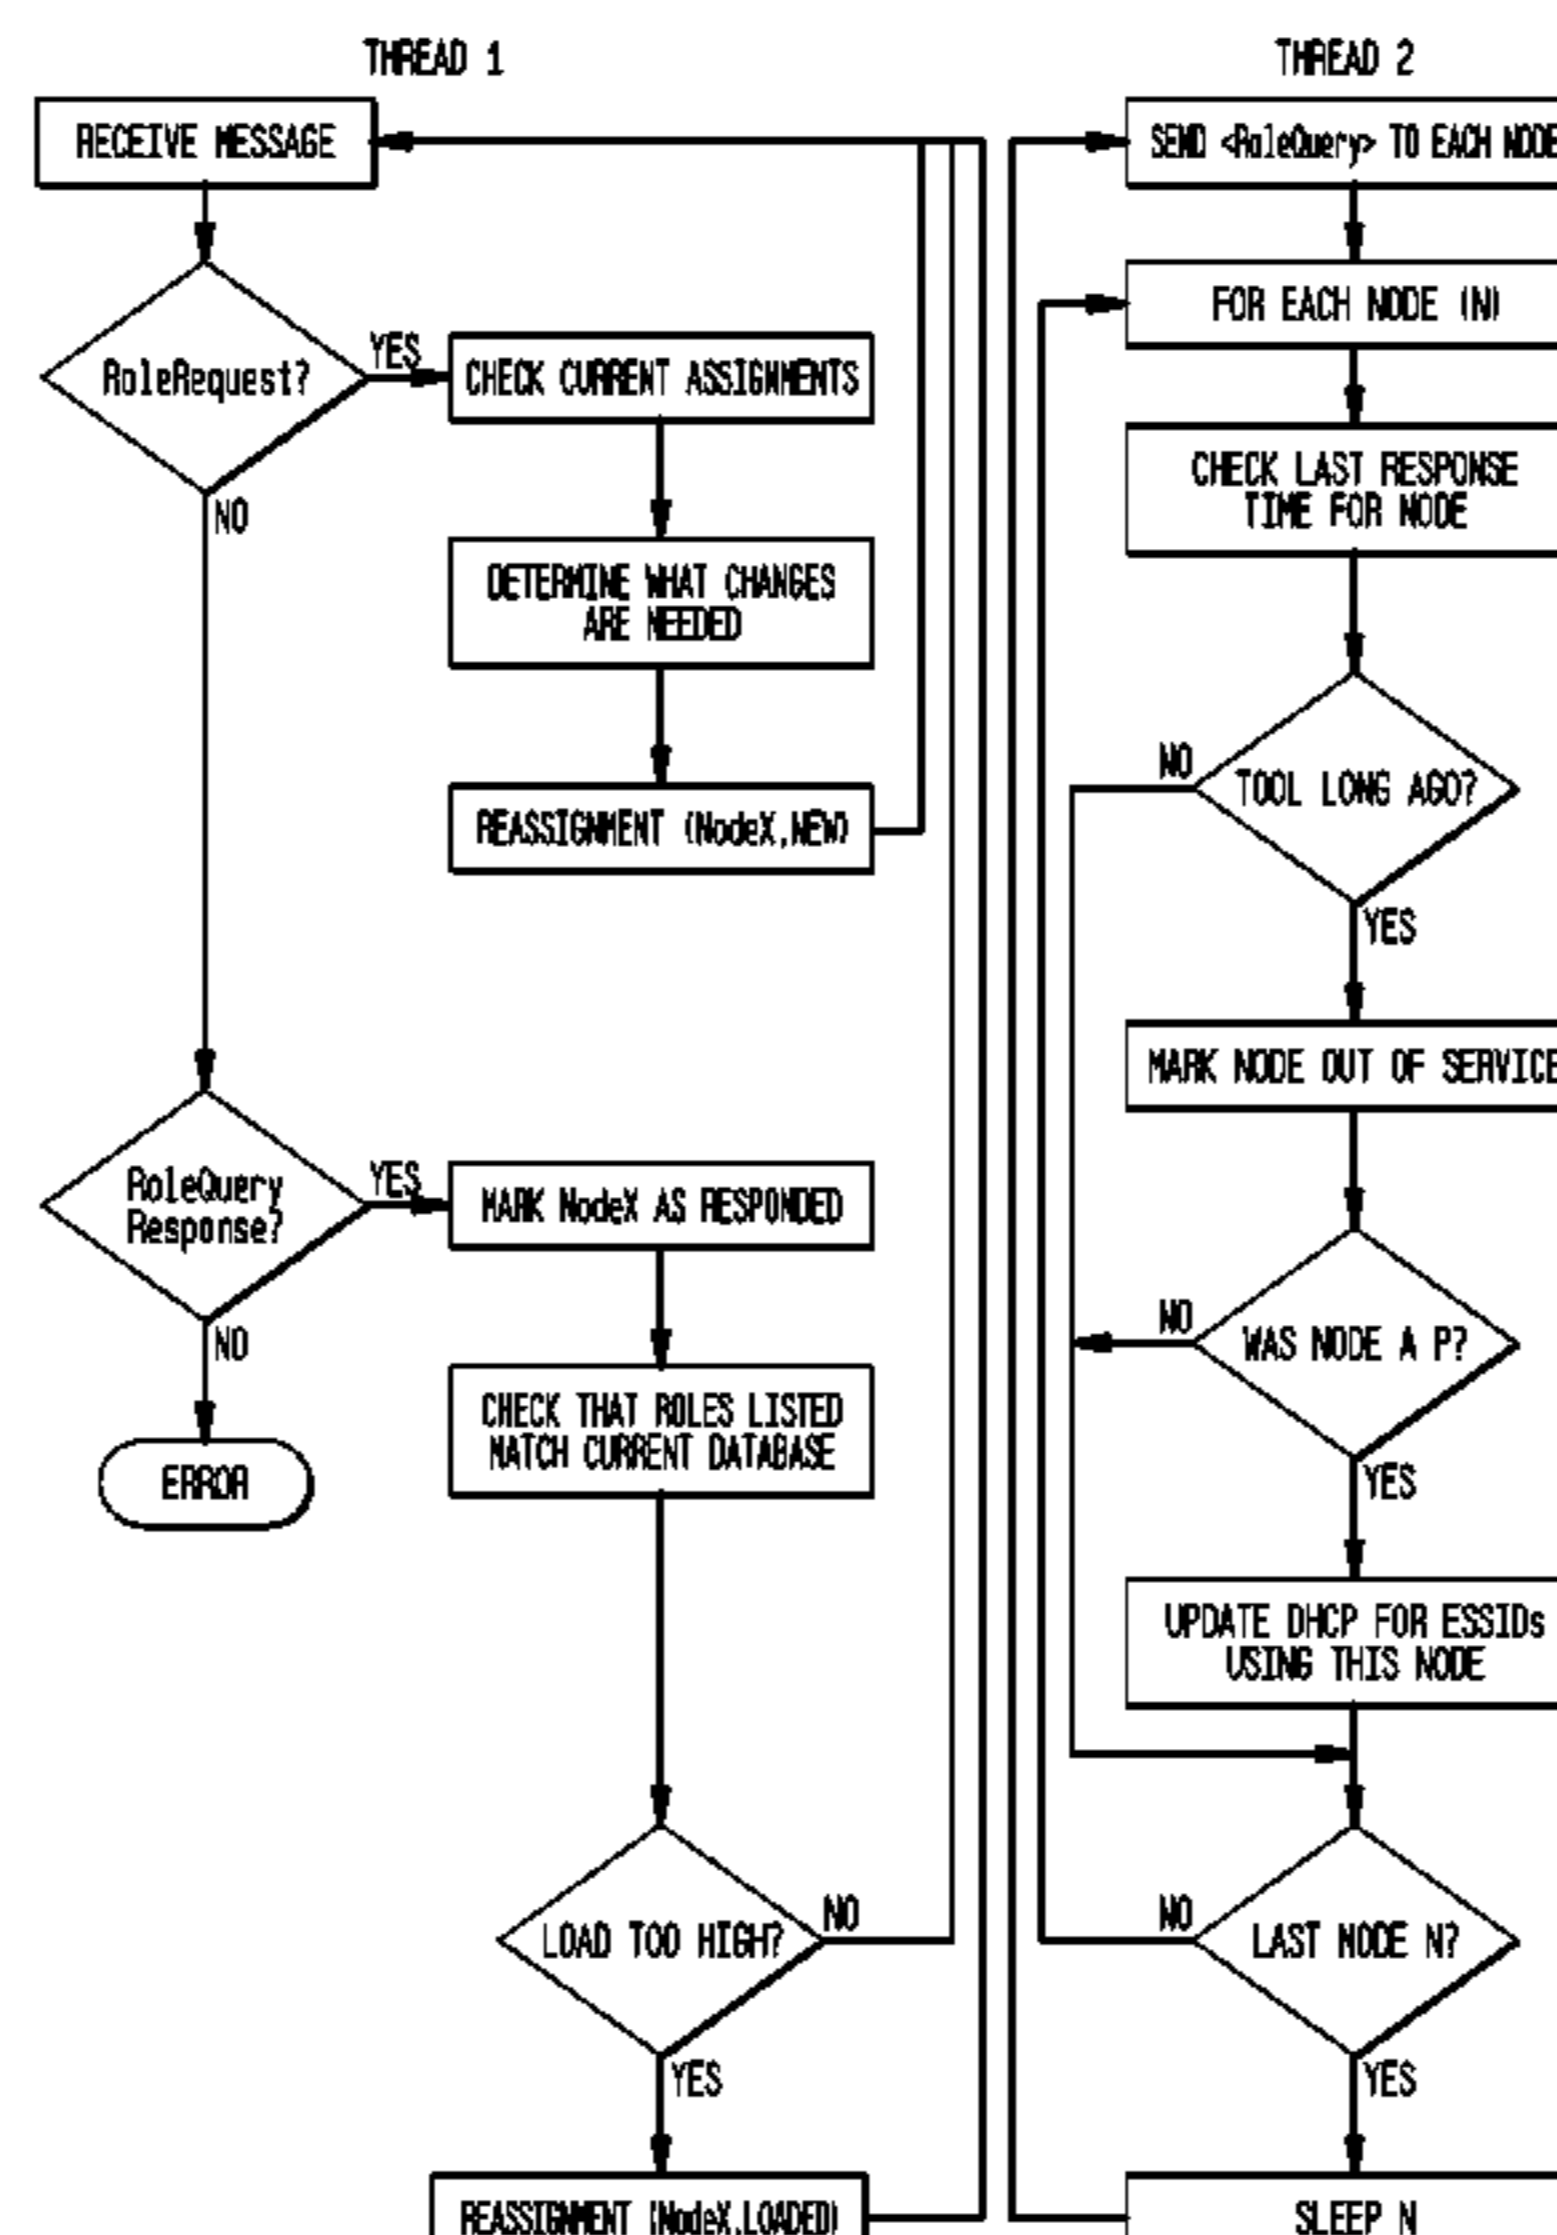 THREAD 1
RECEIVE MESSAGE
RoleRequest?
YES
NO
CHECK CURRENT ASSIGNMENTS
DETERMINE WHAT CHANGES
ARE NEEDED
REASSIGNMENT (NodeX,NEW)
RoleQuery
Response?
YES
NO
ERROR
MARK NodeX AS RESPONDED
CHECK THAT ROLES LISTED
MATCH CURRENT DATABASE
LOAD TOO HIGH?
NO
YES
REASSIGNMENT (NodeX,LOADED)
THREAD 2
SEND <RoleQuery> TO EACH NODE
FOR EACH NODE (N)
CHECK LAST RESPONSE
TIME FOR NODE
TOOL LONG AGO?
NO
YES
MARK NODE OUT OF SERVICE
WAS NODE A P?
NO
YES
UPDATE DHCP FOR ESSIDs
USING THIS NODE
LAST NODE N?
NO
YES
SLEEP N